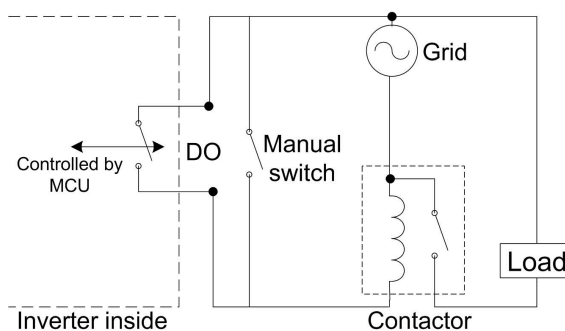 Grid
DO
Manual
switch
Controlled by
MCU
Load
Inverter inside
Contactor